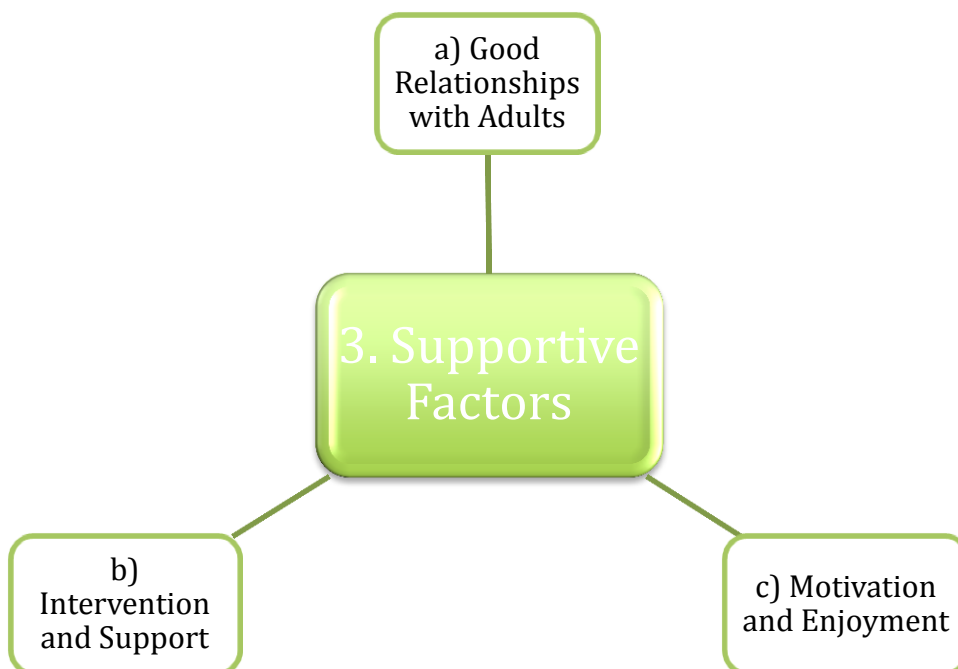 a) Good
Relationships
with Adults
3. Supportive
Factors
b)
Intervention
and Support
c) Motivation
and Enjoyment